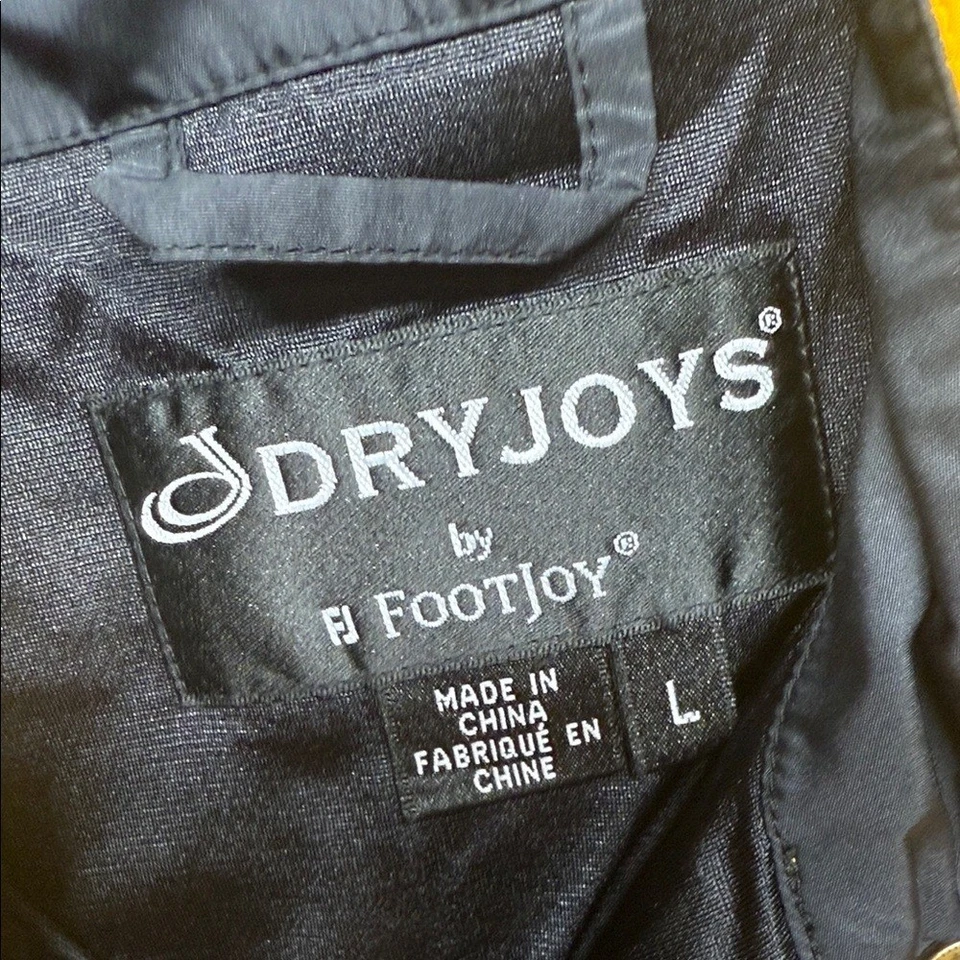 DRYJOYS®
by
FJ FOOTJOY®
MADE IN
CHINA
FABRIQUÉ EN
CHINE
L